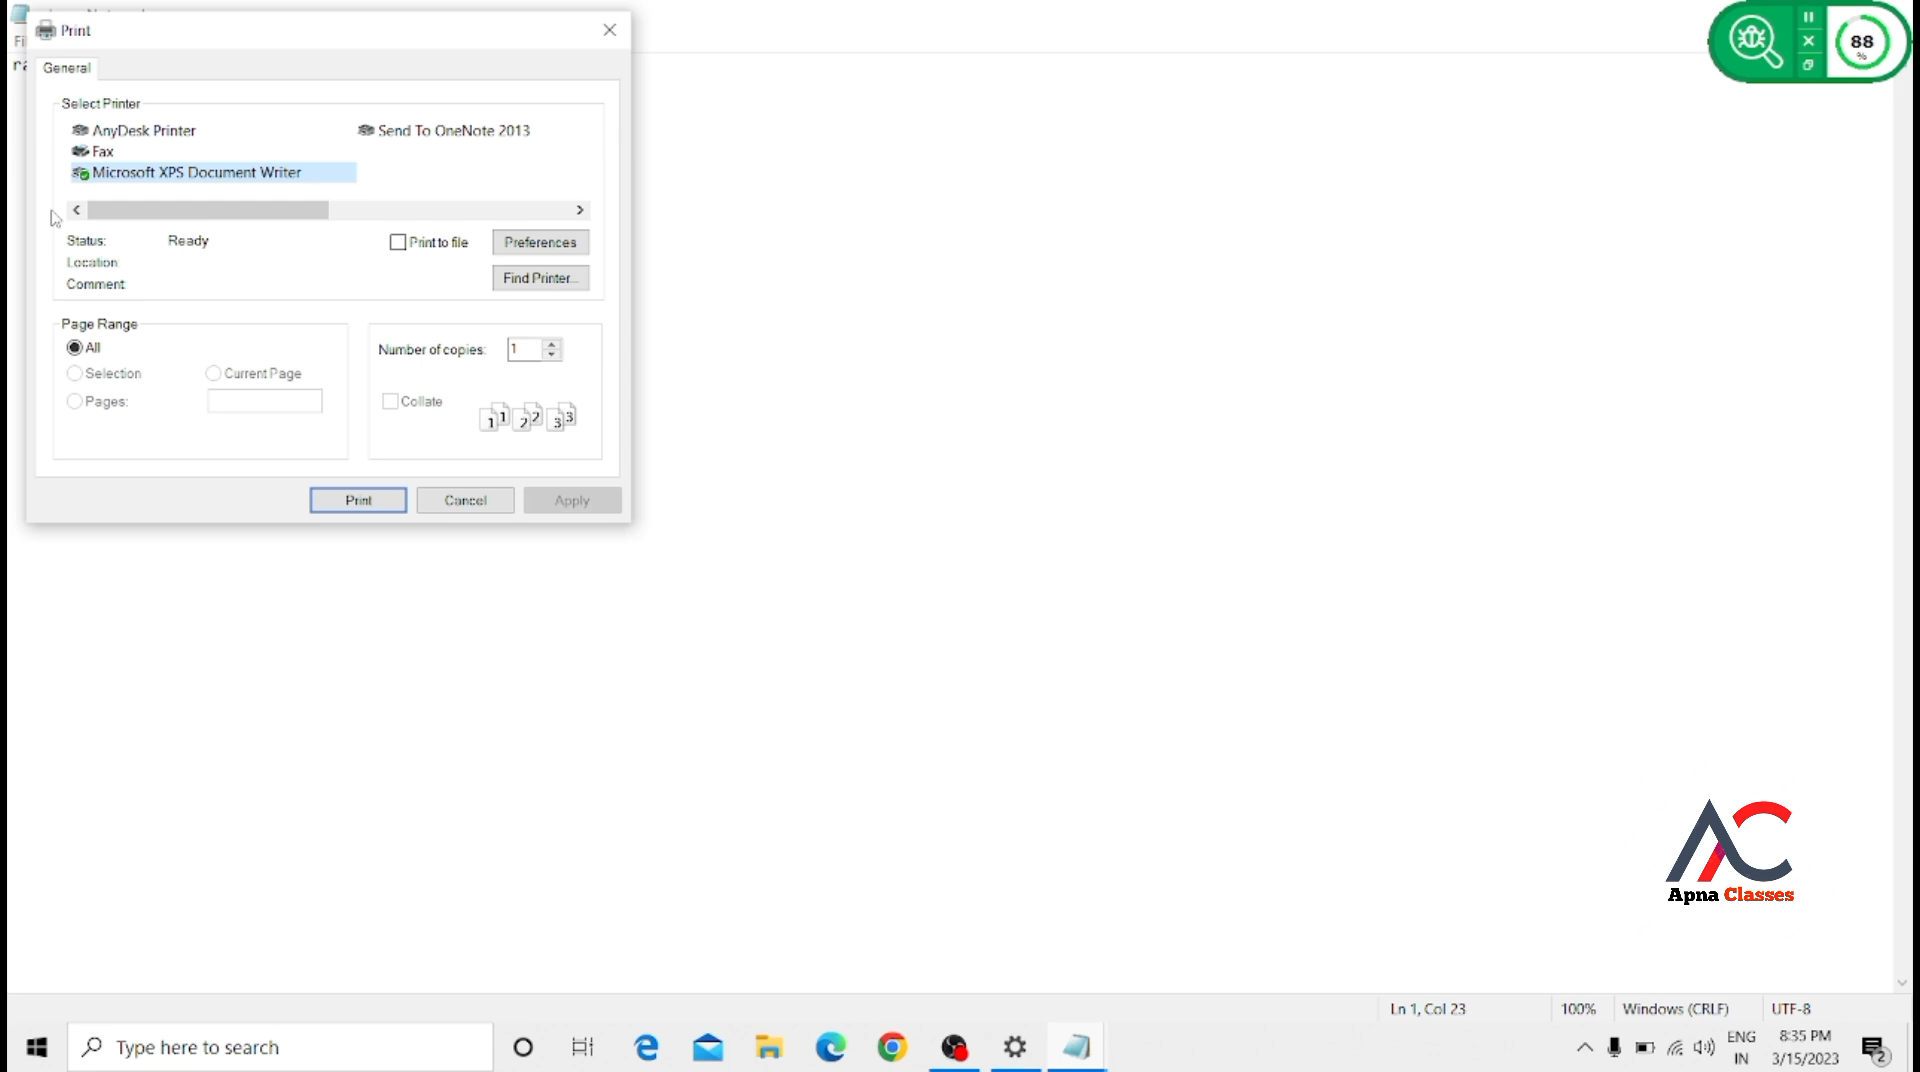 Print
General
Select Printer
AnyDesk Printer
Send To OneNote 2013
Fax
Microsoft XPS Document Writer
Status:
Ready
Print to file
Preferences
Location
Comment
Find Printer...
Page Range
All
Selection
Current Page
Pages:
Number of copies:
1
Collate
1 1 2 2 3 3
Print
Cancel
Apply
88
%
Apna Classes
Ln 1, Col 23
100%
Windows (CRLF)
UTF-8
Type here to search
ENG
IN
8:35 PM
3/15/2023
2